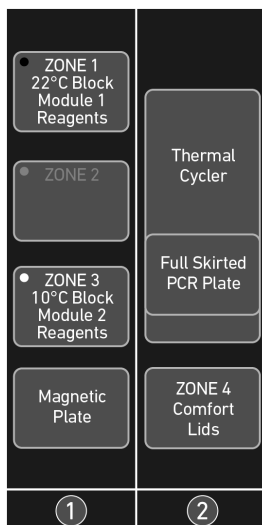 ZONE 1
22°C Block
Module 1
Reagents
ZONE 2
ZONE 3
10°C Block
Module 2
Reagents
Magnetic
Plate
1
Thermal
Cycler
Full Skirted
PCR Plate
ZONE 4
Comfort
Lids
2